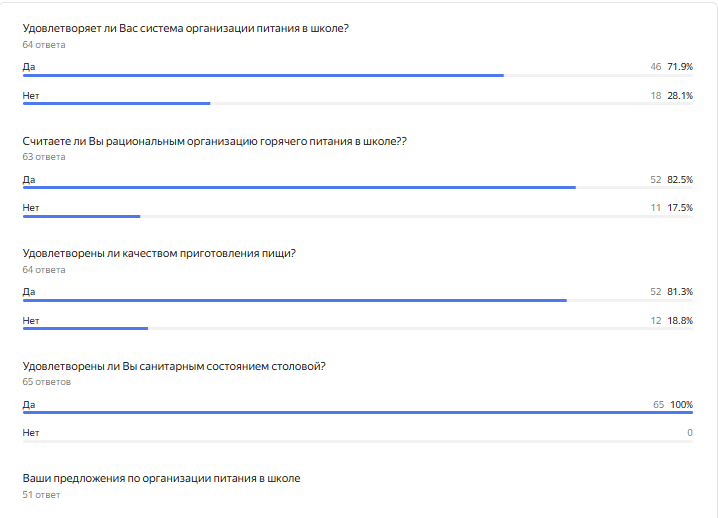 Удовлетворяет ли Вас система организации питания в школе?
64 ответа
Да 46 71.9%
Нет 18 28.1%
Считаете ли Вы рациональным организацию горячего питания в школе??
63 ответа
Да 52 82.5%
Нет 11 17.5%
Удовлетворены ли качеством приготовления пищи?
64 ответа
Да 52 81.3%
Нет 12 18.8%
Удовлетворены ли Вы санитарным состоянием столовой?
65 ответов
Да 65 100%
Нет 0
Ваши предложения по организации питания в школе
51 ответ